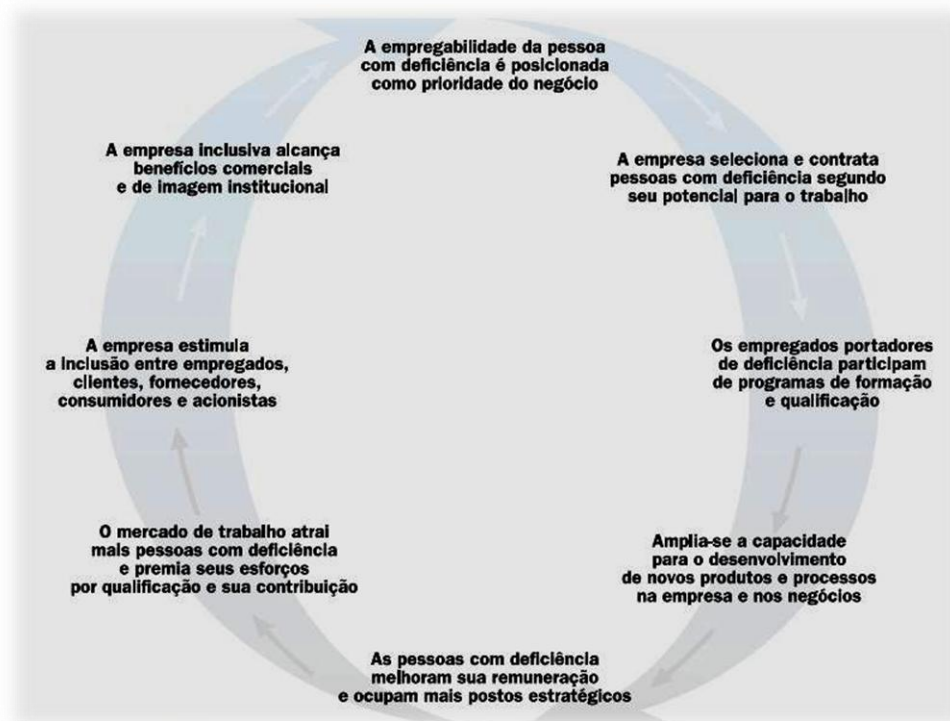 A empregabilidade da pessoa
com deficiência é posicionada
como prioridade do negócio
A empresa seleciona e contrata
pessoas com deficiência segundo
seu potencial para o trabalho
Os empregados portadores
de deficiência participam
de programas de formação
e qualificação
Amplia-se a capacidade
para o desenvolvimento
de novos produtos e processos
na empresa e nos negócios
As pessoas com deficiência
melhoram sua remuneração
e ocupam mais postos estratégicos
O mercado de trabalho atrai
mais pessoas com deficiência
e premia seus esforços
por qualificação e sua contribuição
A empresa estimula
a inclusão entre empregados,
clientes, fornecedores,
consumidores e acionistas
A empresa inclusiva alcança
benefícios comerciais
e de imagem institucional